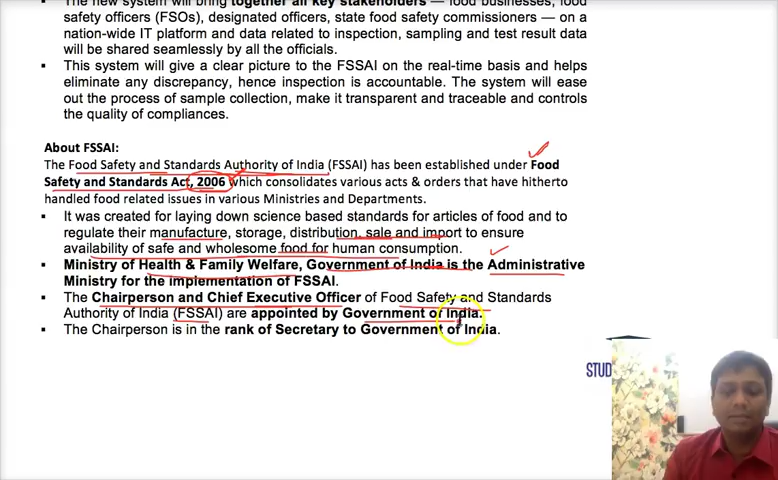 The new system will bring together all key stakeholders — food businesses, food
safety officers (FSOs), designated officers, state food safety commissioners — on a
nation-wide IT platform and data related to inspection, sampling and test result data
will be shared seamlessly by all the officials.
▪ This system will give a clear picture to the FSSAI on the real-time basis and helps
eliminate any discrepancy, hence inspection is accountable. The system will ease
out the process of sample collection, make it transparent and traceable and controls
the quality of compliances.
About FSSAI:
The Food Safety and Standards Authority of India (FSSAI) has been established under Food
Safety and Standards Act, 2006 which consolidates various acts & orders that have hitherto
handled food related issues in various Ministries and Departments.
▪ It was created for laying down science based standards for articles of food and to
regulate their manufacture, storage, distribution, sale and import to ensure
availability of safe and wholesome food for human consumption.
▪ Ministry of Health & Family Welfare, Government of India is the Administrative
Ministry for the implementation of FSSAI.
▪ The Chairperson and Chief Executive Officer of Food Safety and Standards
Authority of India (FSSAI) are appointed by Government of India.
▪ The Chairperson is in the rank of Secretary to Government of India.
STUD